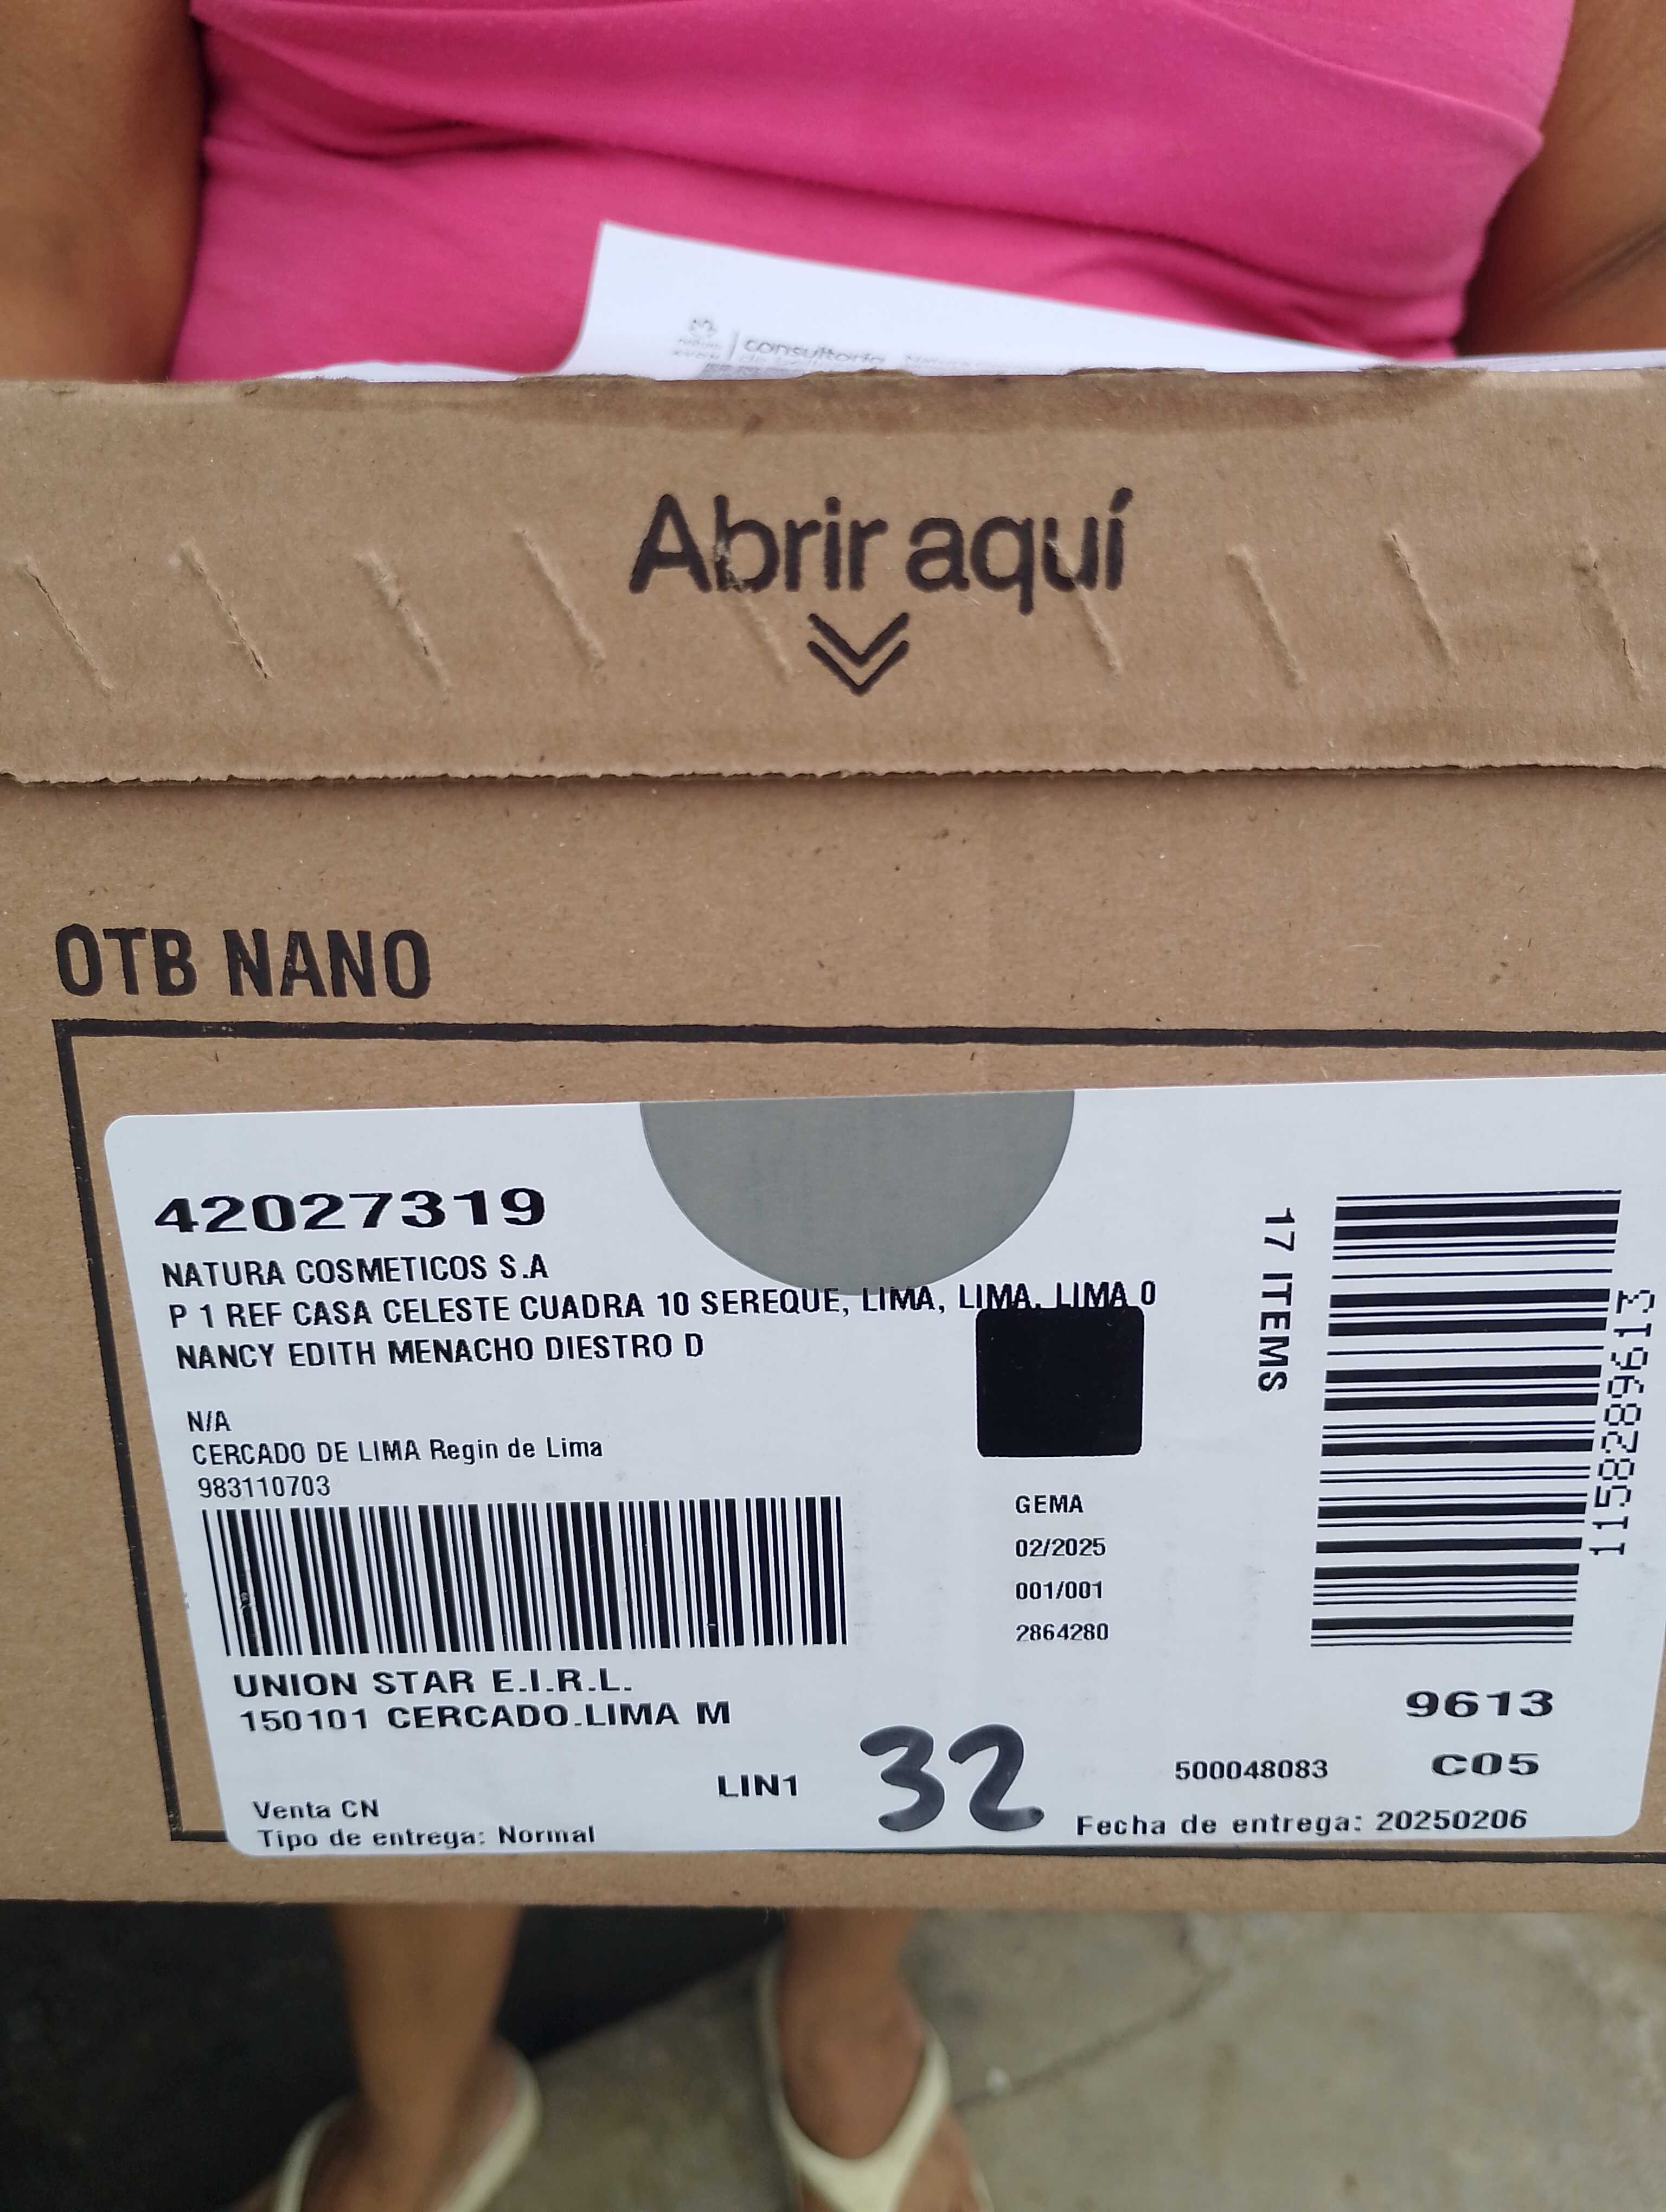 consultoría
Abrir aquí
OTB NANO
42027319
NATURA COSMETICOS S.A
P 1 REF CASA CELESTE CUADRA 10 SEREQUE, LIMA, LIMA, LIMA 0
NANCY EDITH MENACHO DIESTRO D
N/A
CERCADO DE LIMA Regin de Lima
983110703
GEMA
02/2025
001/001
2864280
17 ITEMS
1158289613
UNION STAR E.I.R.L.
150101 CERCADO.LIMA M
9613
LIN1
32
500048083
C05
Venta CN
Tipo de entrega: Normal
Fecha de entrega: 20250206